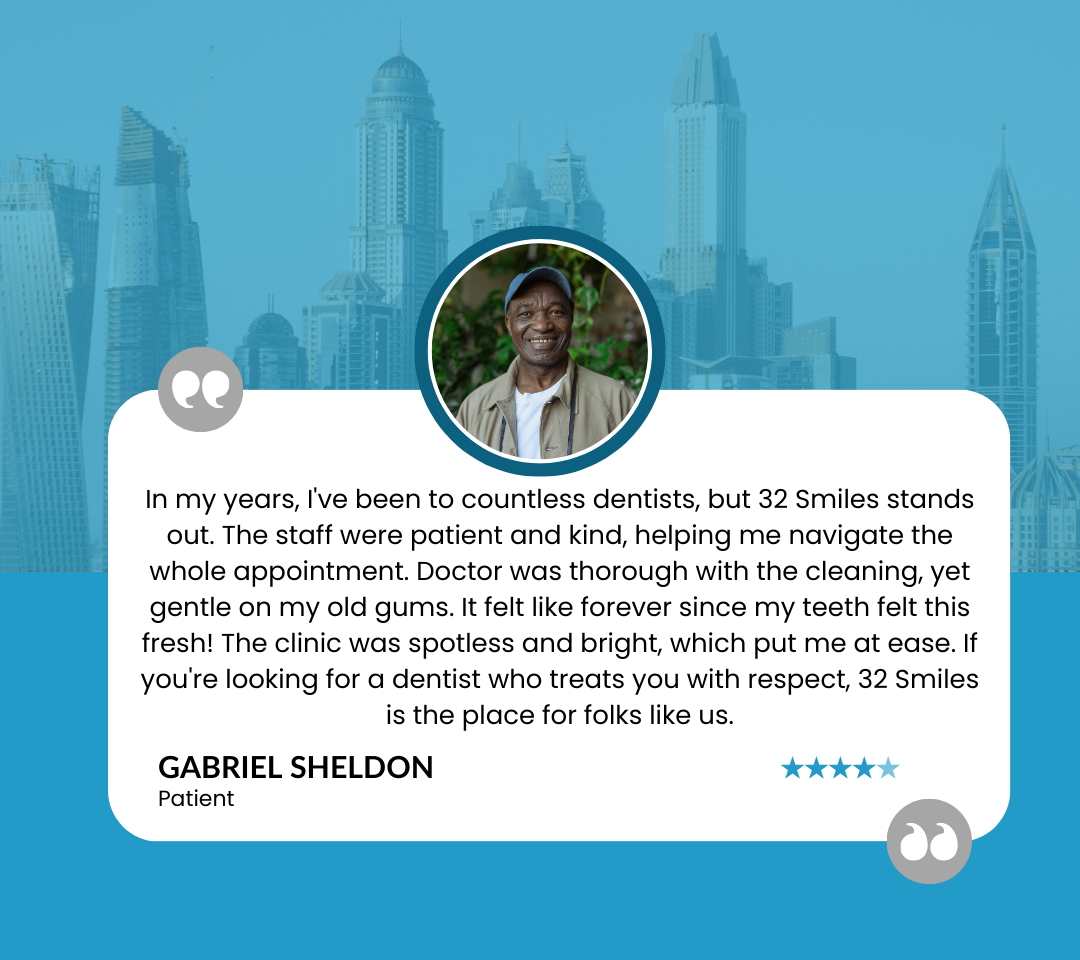 In my years, I've been to countless dentists, but 32 Smiles stands
out. The staff were patient and kind, helping me navigate the
whole appointment. Doctor was thorough with the cleaning, yet
gentle on my old gums. It felt like forever since my teeth felt this
fresh! The clinic was spotless and bright, which put me at ease. If
you're looking for a dentist who treats you with respect, 32 Smiles
is the place for folks like us.
GABRIEL SHELDON
Patient